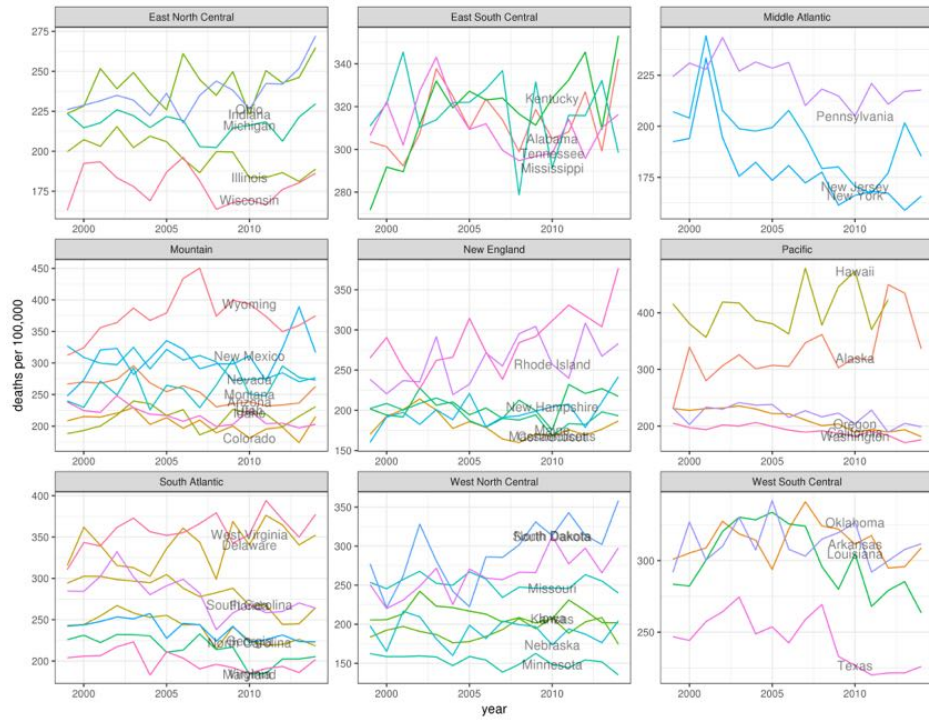 East North Central
East South Central
Middle Atlantic
275
250
225
200
175
Ohio
Indiana
Michigan
Illinois
Wisconsin
2000
2005
2010
340
320
300
280
Kentucky
Alabama
Tennessee
Mississippi
2000
2005
2010
225
200
175
Pennsylvania
New Jersey
New York
2000
2005
2010
Mountain
New England
Pacific
deaths per 100,000
450
400
350
300
250
200
Wyoming
New Mexico
Nevada
Montana
Arizona
Colorado
2000
2005
2010
350
300
250
200
150
Rhode Island
New Hampshire
Maine
2000
2005
2010
400
300
200
Hawaii
Alaska
Oregon
California
Washington
2000
2005
2010
South Atlantic
West North Central
West South Central
400
350
300
250
200
West Virginia
Delaware
South Carolina
Georgia
North Carolina
Maryland
2000
2005
2010
350
300
250
200
150
South Dakota
Missouri
Nebraska
Minnesota
2000
2005
2010
300
250
Oklahoma
Arkansas
Louisiana
Texas
2000
2005
2010
year